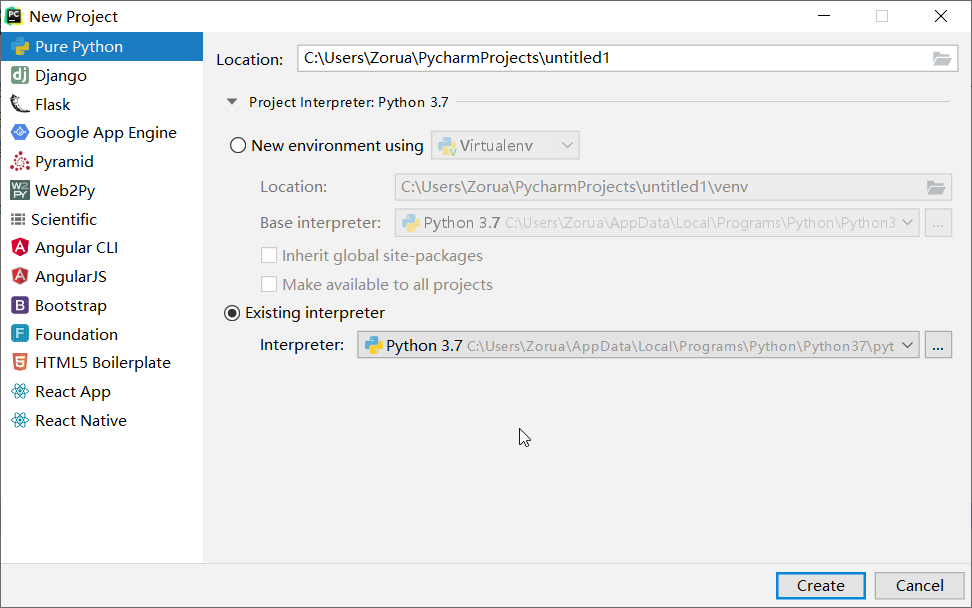 New Project
Pure Python
Django
Flask
Google App Engine
Pyramid
Web2Py
Scientific
Angular CLI
AngularJS
Bootstrap
Foundation
HTML5 Boilerplate
React App
React Native
Location: C:\Users\Zorua\PycharmProjects\untitled1
Project Interpreter: Python 3.7
New environment using Virtualenv
Location: C:\Users\Zorua\PycharmProjects\untitled1\venv
Base interpreter: Python 3.7 C:\Users\Zorua\AppData\Local\Programs\Python\Python3 ...
Inherit global site-packages
Make available to all projects
Existing interpreter
Interpreter: Python 3.7 C:\Users\Zorua\AppData\Local\Programs\Python\Python37\pyt ...
Create Cancel